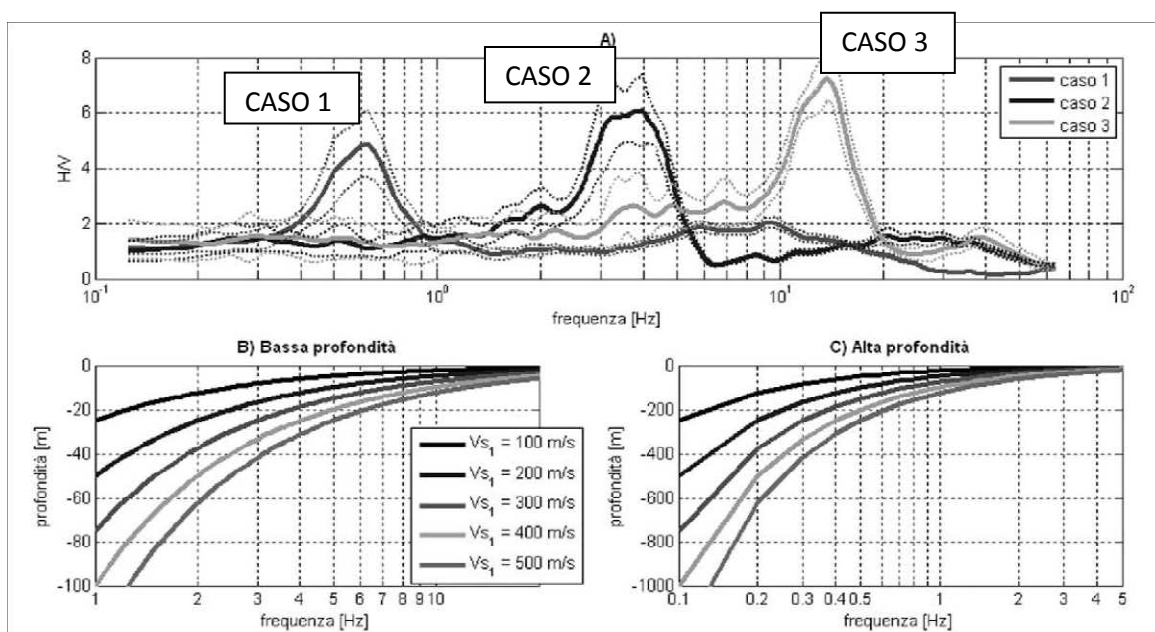 A)
CASO 1
CASO 2
CASO 3
caso 1
caso 2
caso 3
H/V
8
6
4
2
0
10-1
100
101
102
frequenza [Hz]
B) Bassa profondità
profondità [m]
0
-20
-40
-60
-80
-100
1
2
3
4
5
6
7
8
9
10
frequenza [Hz]
Vs1 = 100 m/s
Vs1 = 200 m/s
Vs1 = 300 m/s
Vs1 = 400 m/s
Vs1 = 500 m/s
C) Alta profondità
profondità [m]
0
-200
-400
-600
-800
-1000
0.1
0.2
0.3
0.4
0.5
1
2
3
4
5
frequenza [Hz]